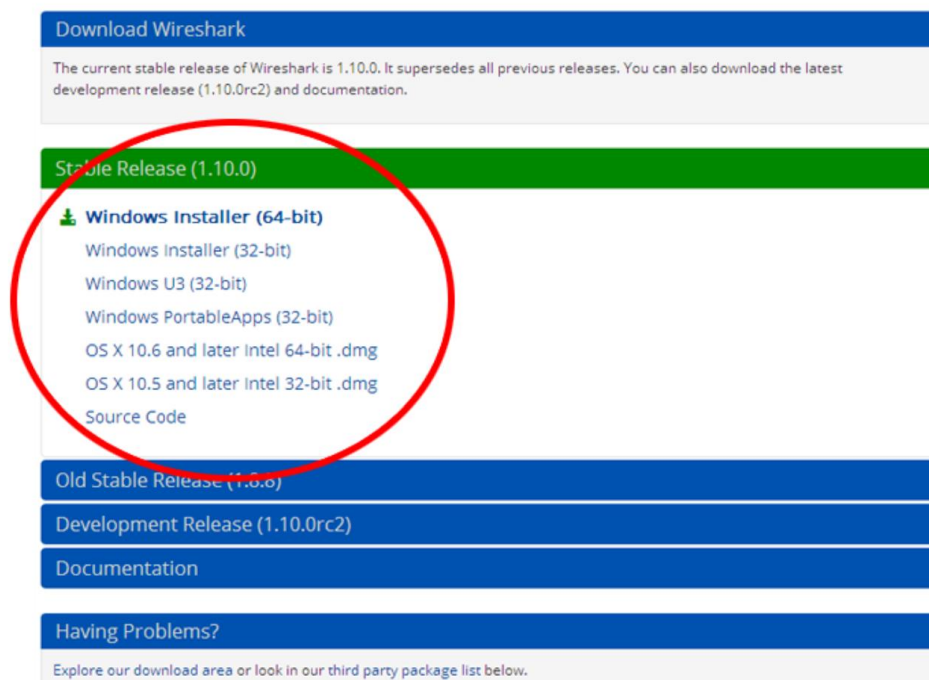 Download Wireshark
The current stable release of Wireshark is 1.10.0. It supersedes all previous releases. You can also download the latest
development release (1.10.0rc2) and documentation.
Stable Release (1.10.0)
Windows Installer (64-bit)
Windows Installer (32-bit)
Windows U3 (32-bit)
Windows PortableApps (32-bit)
OS X 10.6 and later Intel 64-bit .dmg
OS X 10.5 and later Intel 32-bit .dmg
Source Code
Old Stable Release (1.8.8)
Development Release (1.10.0rc2)
Documentation
Having Problems?
Explore our download area or look in our third party package list below.